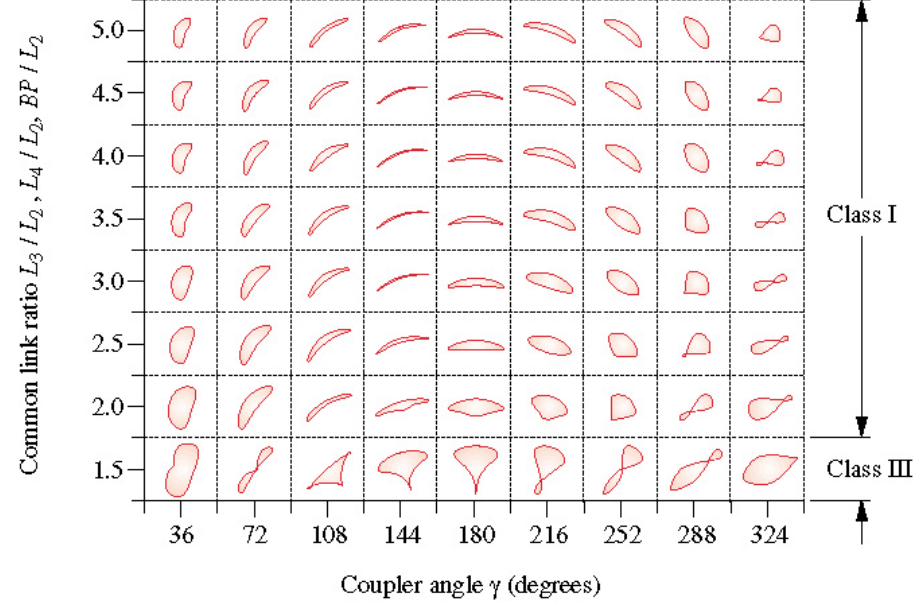 Common link ratio L3 / L2 , L4 / L2, BP / L2
5.0
4.5
4.0
3.5
3.0
2.5
2.0
1.5
Class I
Class III
36 72 108 144 180 216 252 288 324
Coupler angle γ (degrees)